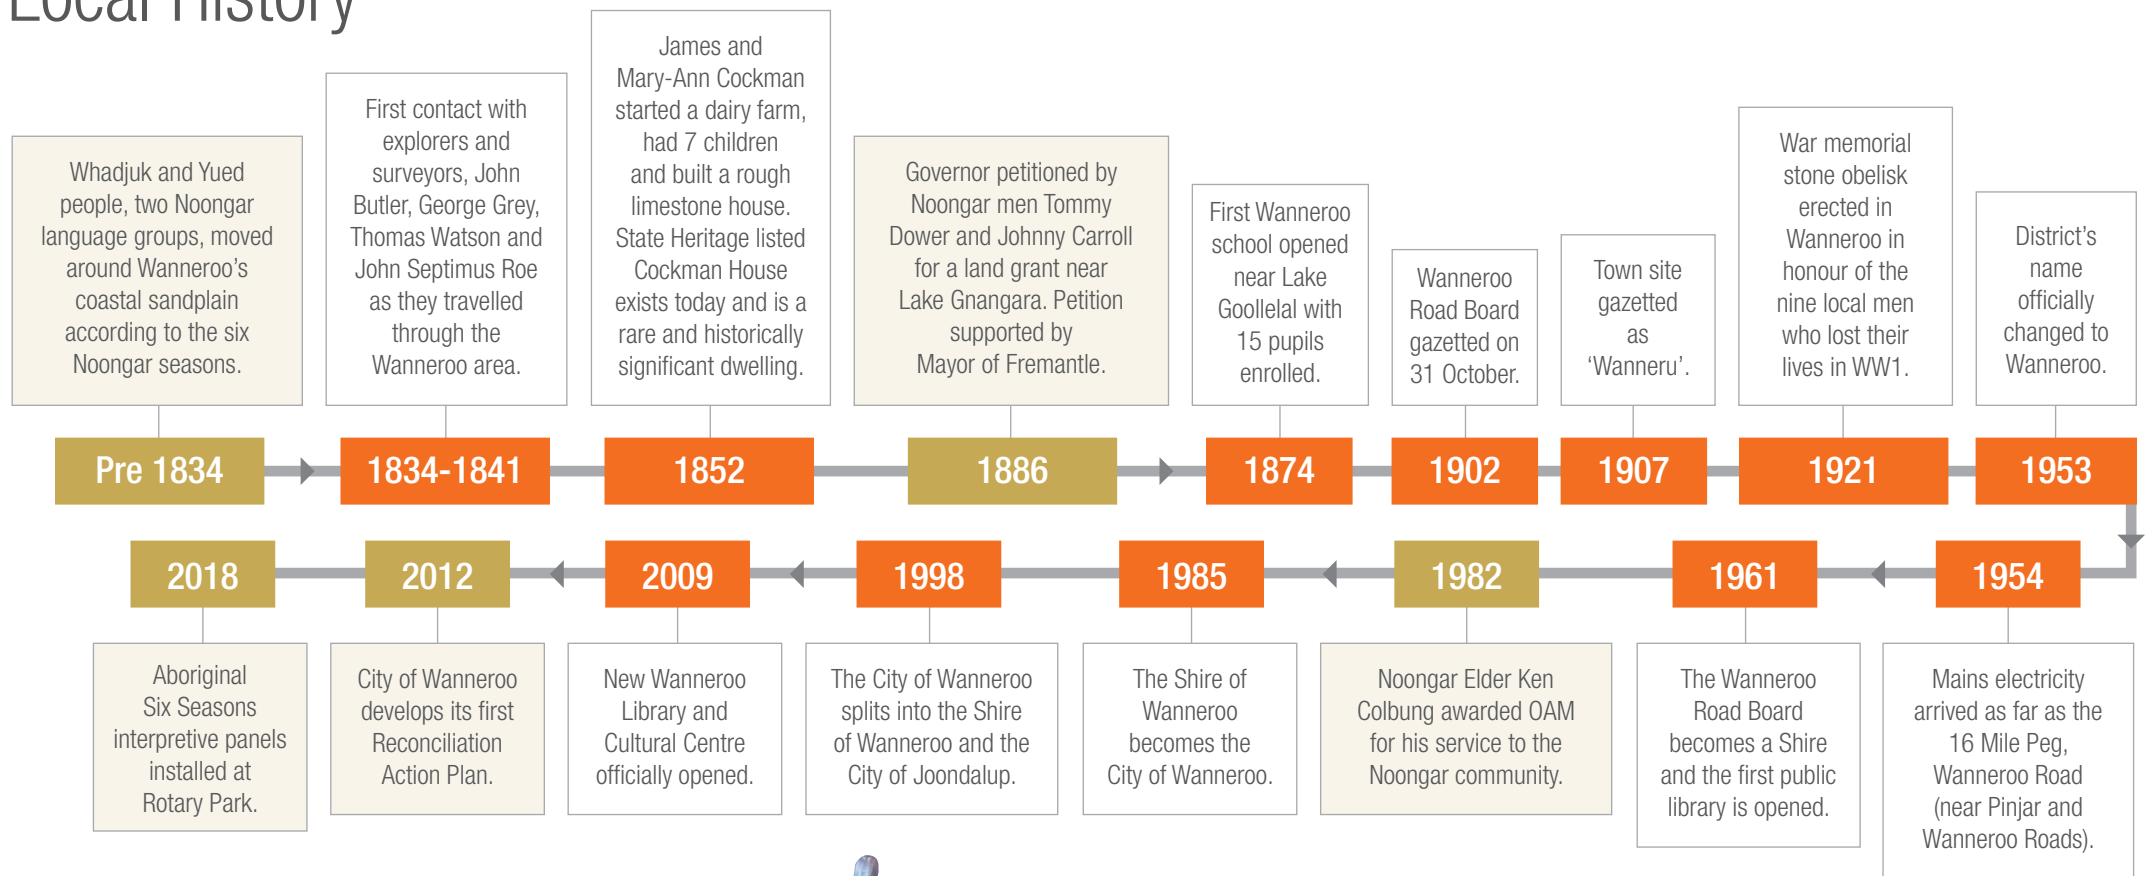 Local History
Whadjuk and Yued
people, two Noongar
language groups, moved
around Wanneroo's
coastal sandplain
according to the six
Noongar seasons.
Pre 1834
First contact with
explorers and
surveyors, John
Butler, George Grey,
Thomas Watson and
John Septimus Roe
as they travelled
through the
Wanneroo area.
1834-1841
James and
Mary-Ann Cockman
started a dairy farm,
had 7 children
and built a rough
limestone house.
State Heritage listed
Cockman House
exists today and is a
rare and historically
significant dwelling.
1852
Governor petitioned by
Noongar men Tommy
Dower and Johnny Carroll
for a land grant near
Lake Gnangara. Petition
supported by
Mayor of Fremantle.
1886
First Wanneroo
school opened
near Lake
Goollelal with
15 pupils
enrolled.
1874
Wanneroo
Road Board
gazetted on
31 October.
1902
Town site
gazetted
as
‘Wanneru’.
1907
War memorial
stone obelisk
erected in
Wanneroo in
honour of the
nine local men
who lost their
lives in WW1.
1921
District's
name
officially
changed to
Wanneroo.
1953
1954
Mains electricity
arrived as far as the
16 Mile Peg,
Wanneroo Road
(near Pinjar and
Wanneroo Roads).
1961
The Wanneroo
Road Board
becomes a Shire
and the first public
library is opened.
1982
Noongar Elder Ken
Colbung awarded OAM
for his service to the
Noongar community.
1985
The Shire of
Wanneroo
becomes the
City of Wanneroo.
1998
The City of Wanneroo
splits into the Shire
of Wanneroo and the
City of Joondalup.
2009
New Wanneroo
Library and
Cultural Centre
officially opened.
2012
City of Wanneroo
develops its first
Reconciliation
Action Plan.
2018
Aboriginal
Six Seasons
interpretive panels
installed at
Rotary Park.